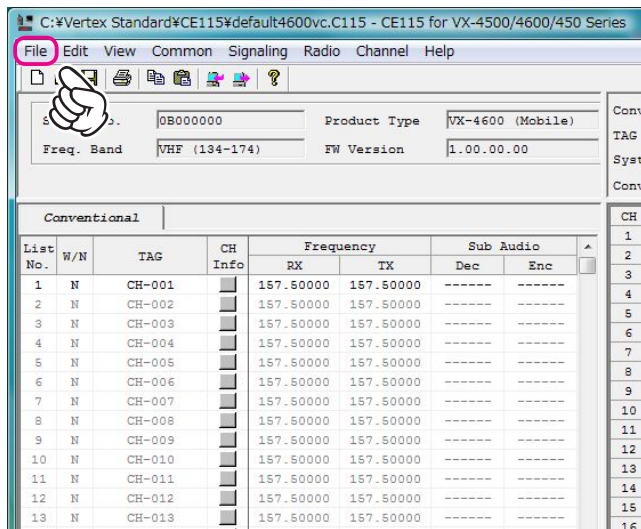 C:¥Vertex Standard¥CE115¥default4600vc.C115 - CE115 for VX-4500/4600/450 Series
File Edit View Common Signaling Radio Channel Help
0B000000 Product Type VX-4600 (Mobile)
Freq. Band VHF (134-174) FW Version 1.00.00.00
Conv
TAG
Syst
Conv
Conventional
List No. W/N TAG CH Info Frequency RX TX Sub Audio Dec Enc
1 N CH-001 157.50000 157.50000 ------ ------
2 N CH-002 157.50000 157.50000 ------ ------
3 N CH-003 157.50000 157.50000 ------ ------
4 N CH-004 157.50000 157.50000 ------ ------
5 N CH-005 157.50000 157.50000 ------ ------
6 N CH-006 157.50000 157.50000 ------ ------
7 N CH-007 157.50000 157.50000 ------ ------
8 N CH-008 157.50000 157.50000 ------ ------
9 N CH-009 157.50000 157.50000 ------ ------
10 N CH-010 157.50000 157.50000 ------ ------
11 N CH-011 157.50000 157.50000 ------ ------
12 N CH-012 157.50000 157.50000 ------ ------
13 N CH-013 157.50000 157.50000 ------ ------
CH
1
2
3
4
5
6
7
8
9
10
11
12
13
14
15